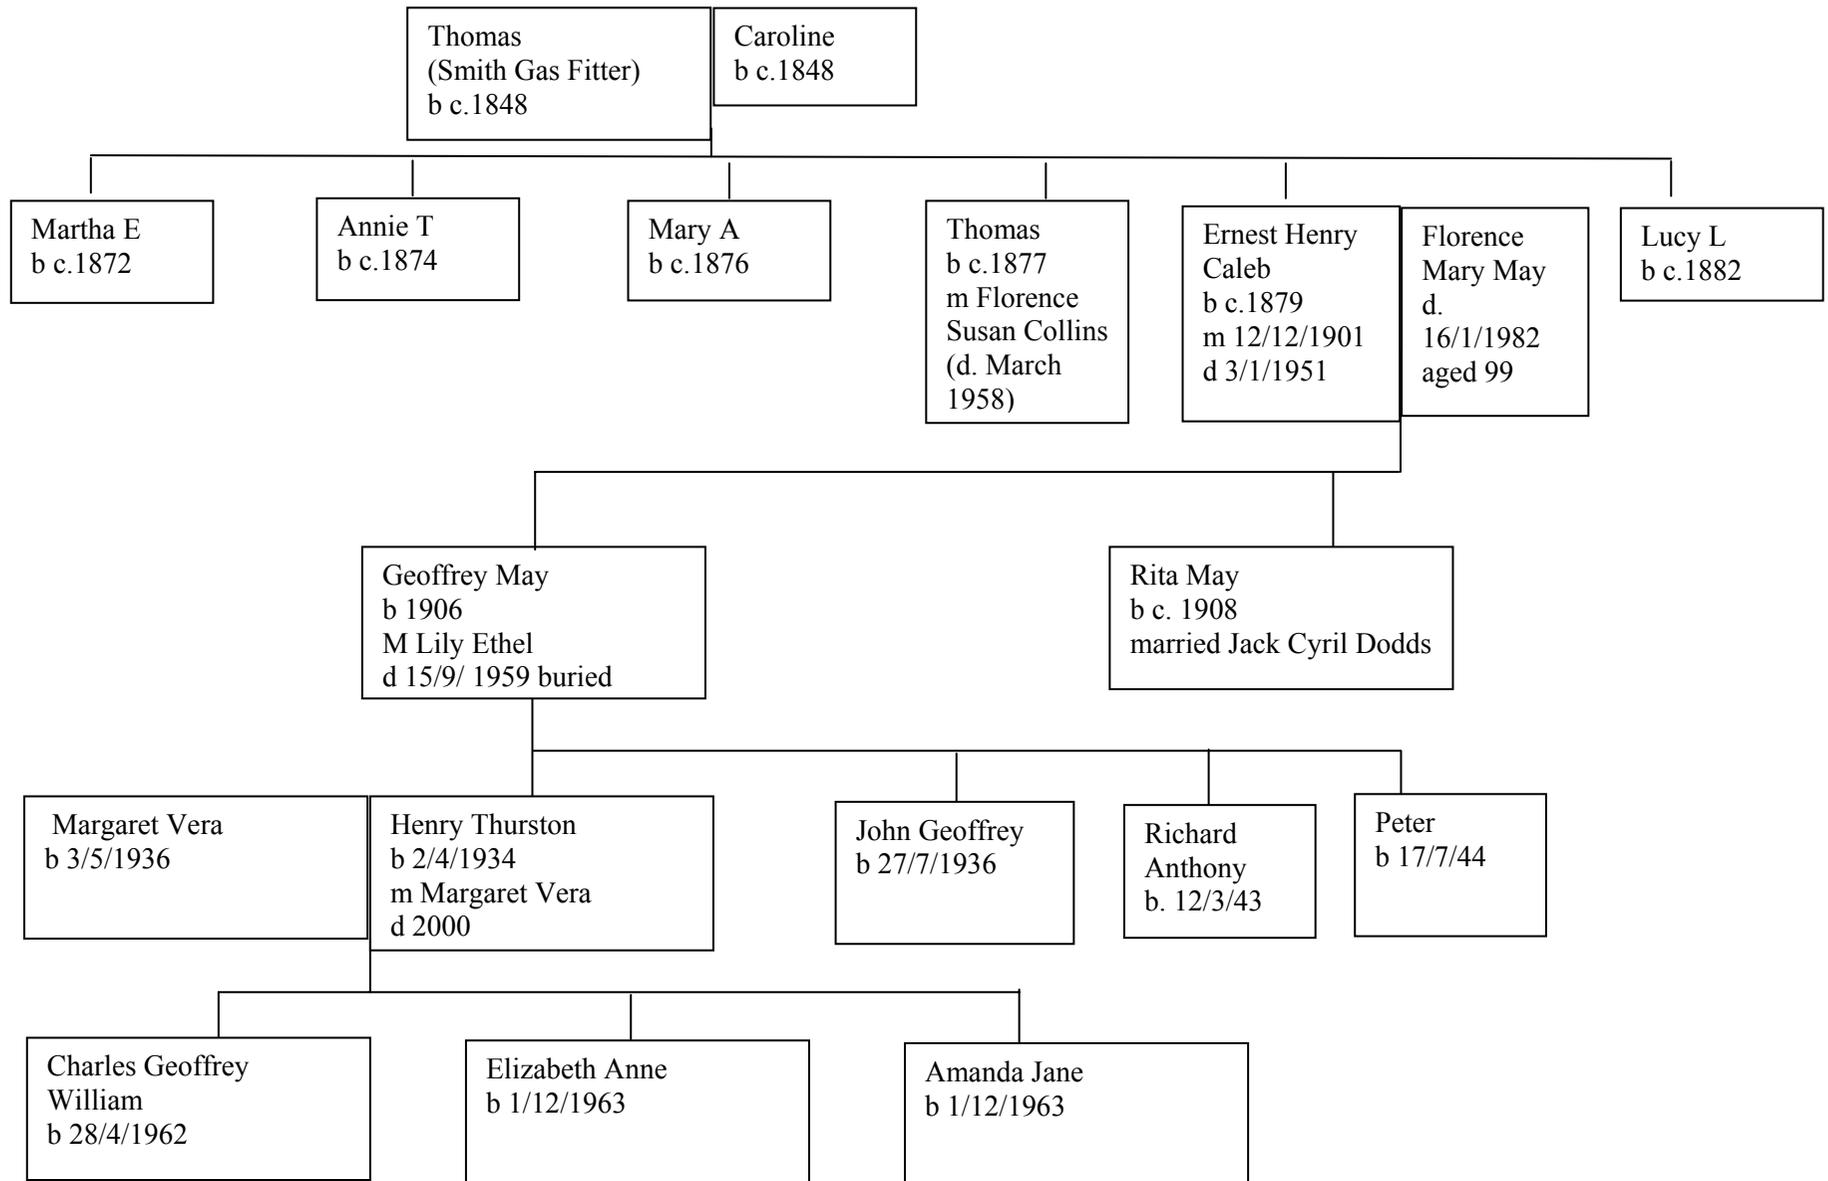 Thomas
(Smith Gas Fitter)
b c.1848
Caroline
b c.1848
Martha E
b c.1872
Annie T
b c.1874
Mary A
b c.1876
Thomas
b c.1877
m Florence
Susan Collins
(d. March
1958)
Ernest Henry
Caleb
b c.1879
m 12/12/1901
d 3/1/1951
Florence
Mary May
d.
16/1/1982
aged 99
Lucy L
b c.1882
Geoffrey May
b 1906
M Lily Ethel
d 15/9/ 1959 buried
Rita May
b c. 1908
married Jack Cyril Dodds
Margaret Vera
b 3/5/1936
Henry Thurston
b 2/4/1934
m Margaret Vera
d 2000
John Geoffrey
b 27/7/1936
Richard
Anthony
b. 12/3/43
Peter
b 17/7/44
Charles Geoffrey
William
b 28/4/1962
Elizabeth Anne
b 1/12/1963
Amanda Jane
b 1/12/1963